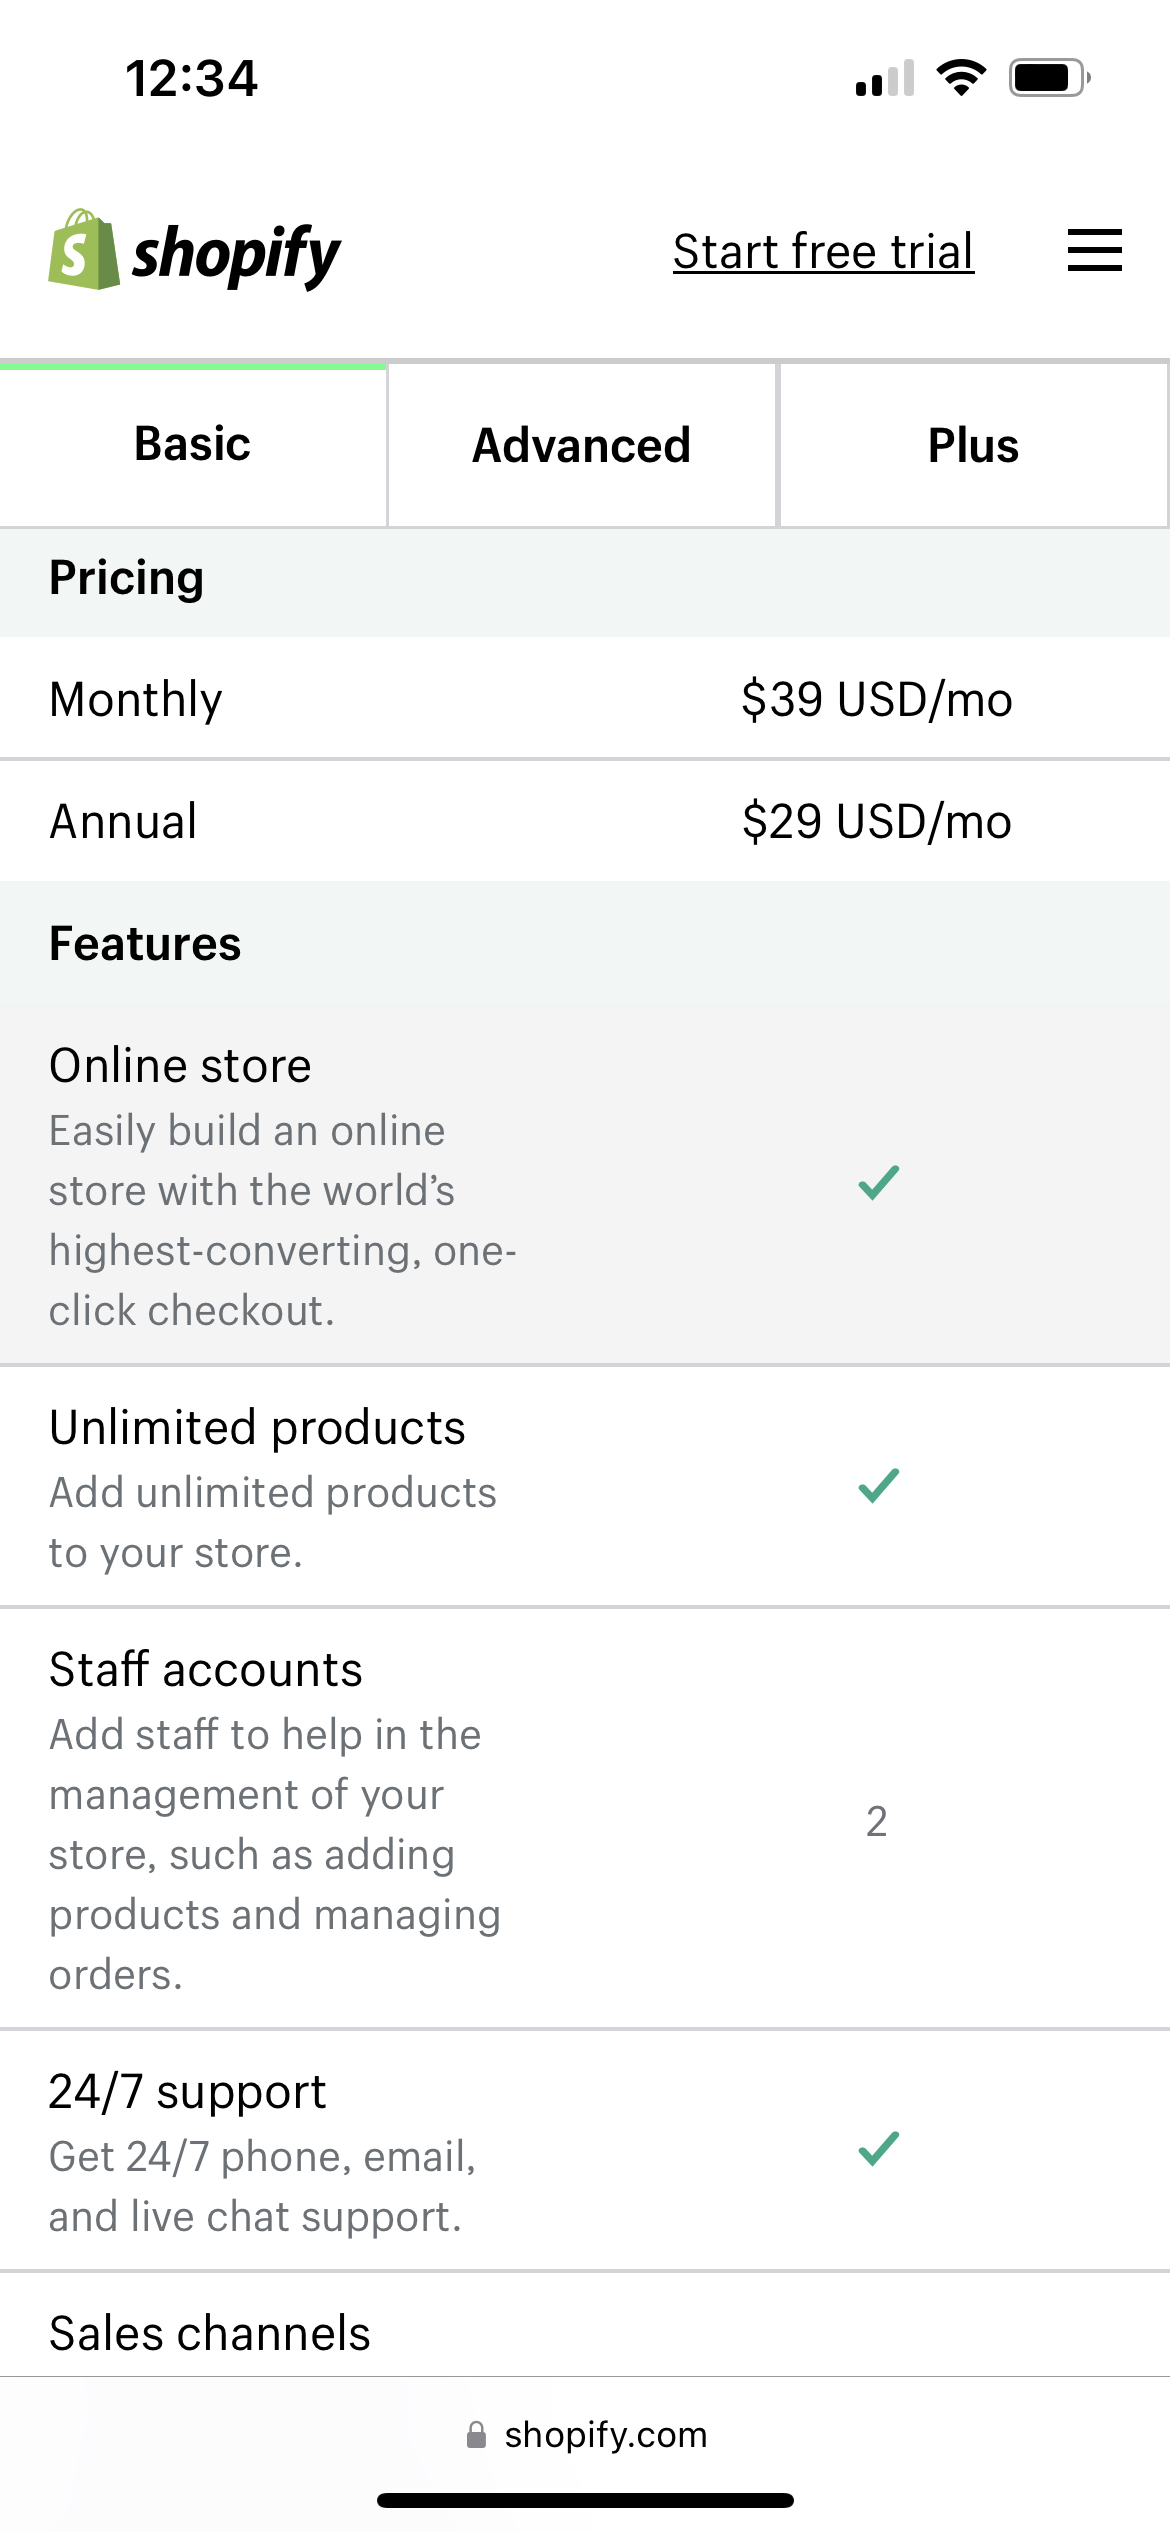 12:34
shopify
Start free trial
Basic
Advanced
Plus
Pricing
Monthly
$39 USD/mo
Annual
$29 USD/mo
Features
Online store
Easily build an online
store with the world’s
highest-converting, one-
click checkout.
Unlimited products
Add unlimited products
to your store.
Staff accounts
Add staff to help in the
management of your
store, such as adding
products and managing
orders.
2
24/7 support
Get 24/7 phone, email,
and live chat support.
Sales channels
shopify.com